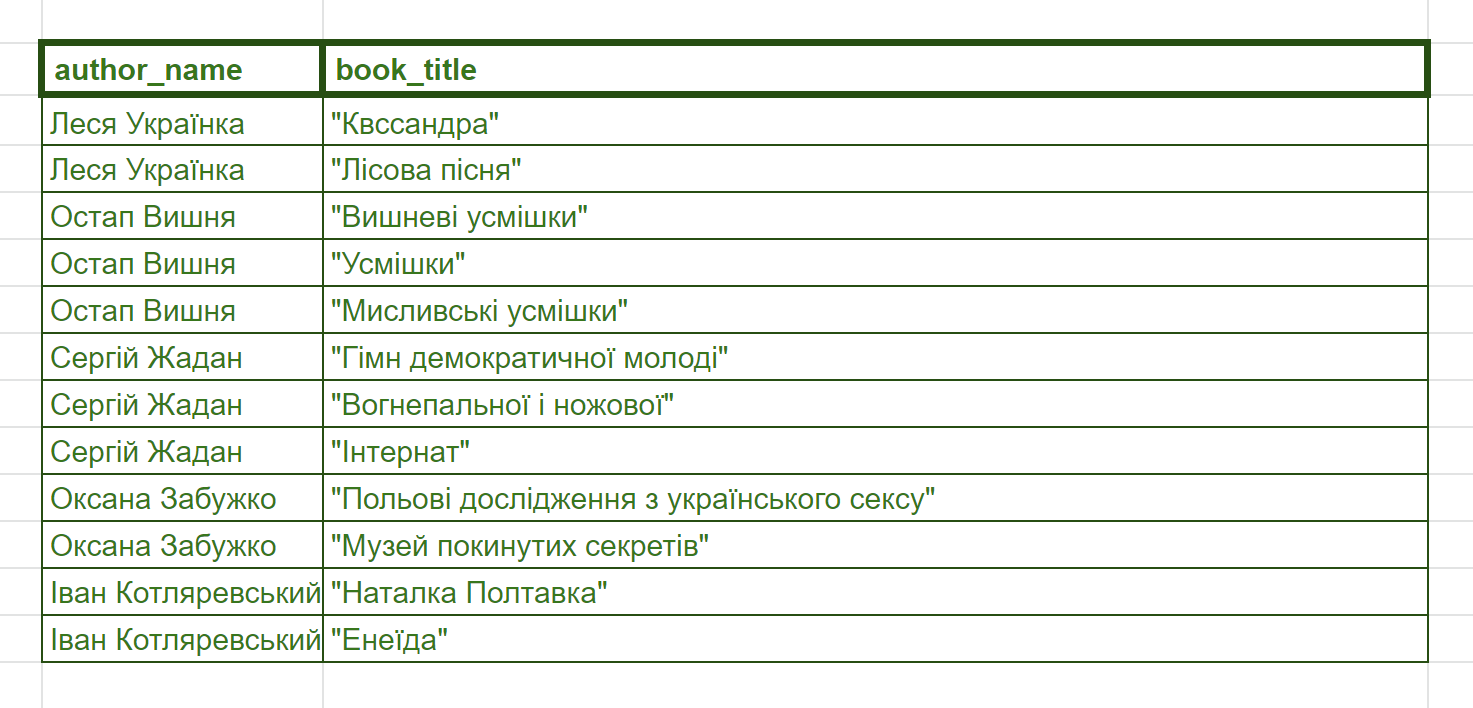 author_name book_title
Леся Українка "Квссандра"
Леся Українка "Лісова пісня"
Остап Вишня "Вишневі усмішки"
Остап Вишня "Усмішки"
Остап Вишня "Мисливські усмішки"
Сергій Жадан "Гімн демократичної молоді"
Сергій Жадан "Вогнепальної і ножової"
Сергій Жадан "Інтернат"
Оксана Забужко "Польові дослідження з українського сексу"
Оксана Забужко "Музей покинутих секретів"
Іван Котляревський "Наталка Полтавка"
Іван Котляревський "Енеїда"